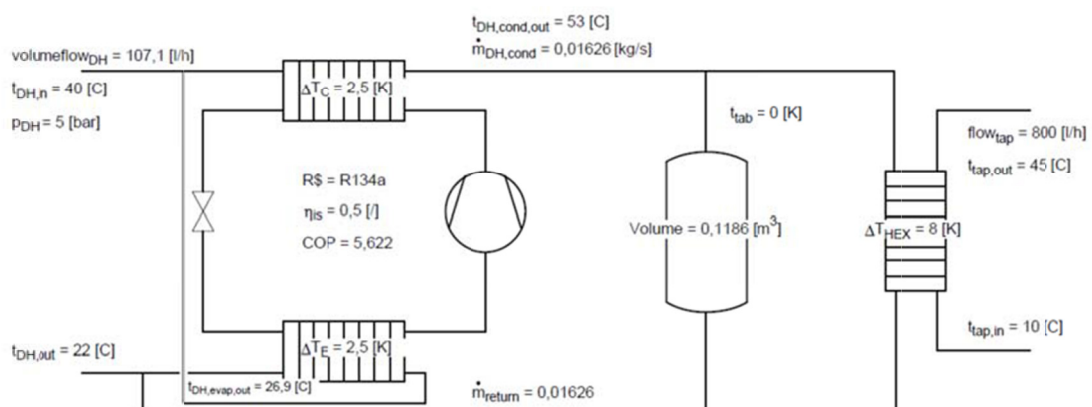 t_DH,cond,out = 53 [C]
volumeflow_DH = 107,1 [l/h]
ṁ_DH,cond = 0,01626 [kg/s]
t_DH,n = 40 [C]
ΔT_C = 2,5 [K]
p_DH = 5 [bar]
t_tab = 0 [K]
flow_tap = 800 [l/h]
t_tap,out = 45 [C]
R$ = R134a
η_is = 0,5 [/]
COP = 5,622
Volume = 0,1186 [m³]
ΔT_HEX = 8 [K]
t_tap,in = 10 [C]
t_DH,out = 22 [C]
ΔT_E = 2,5 [K]
t_DH,evap,out = 26,9 [C]
ṁ_return = 0,01626